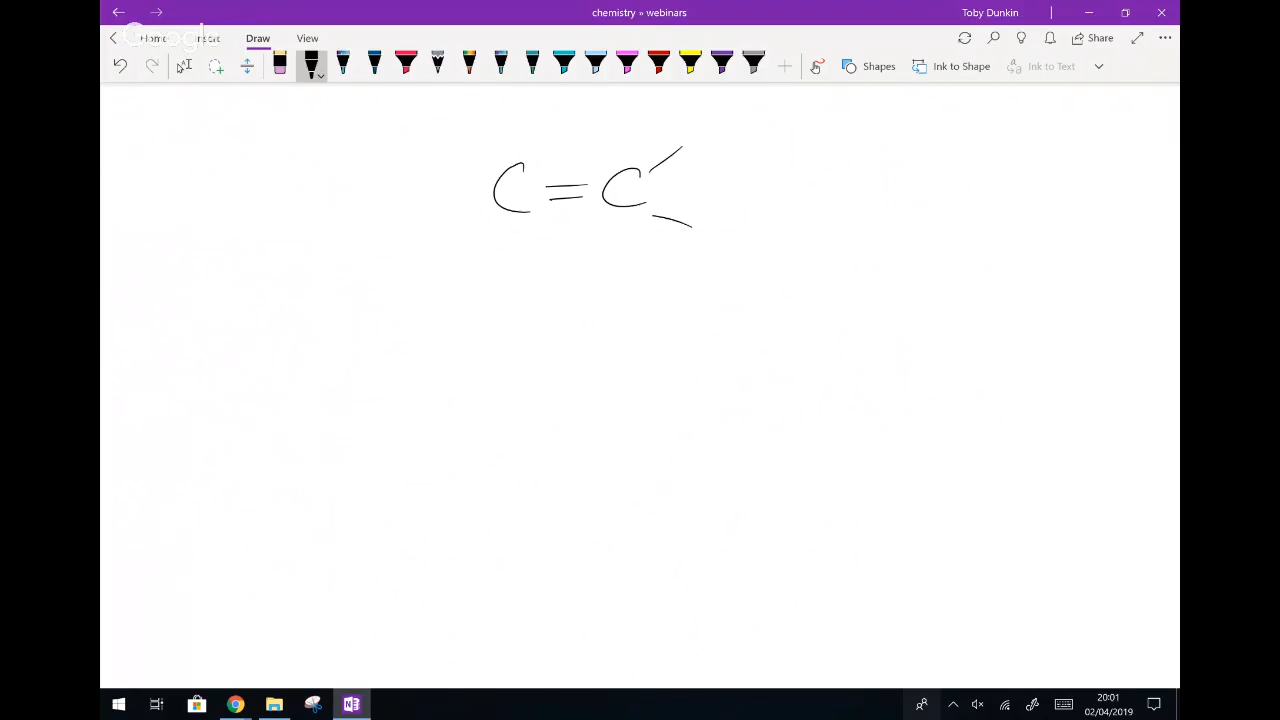 chemistry » webinars
Toby Dunkin
Google
Home
Insert
Draw
View
Share
Shapes
Ink to Shape
Ink to Text
C = C
20:01
02/04/2019